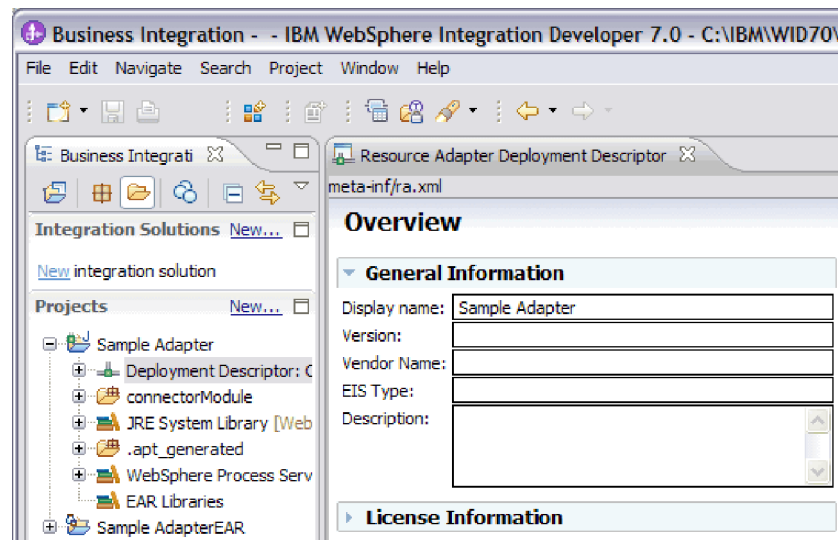 Business Integration - - IBM WebSphere Integration Developer 7.0 - C:\IBM\WID70\
File Edit Navigate Search Project Window Help
Business Integrati
Integration Solutions New...
New integration solution
Projects New...
Sample Adapter
Deployment Descriptor: C
connectorModule
JRE System Library [Web
.apt_generated
WebSphere Process Serv
EAR Libraries
Sample AdapterEAR
Resource Adapter Deployment Descriptor
meta-inf/ra.xml
Overview
General Information
Display name: Sample Adapter
Version:
Vendor Name:
EIS Type:
Description:
License Information